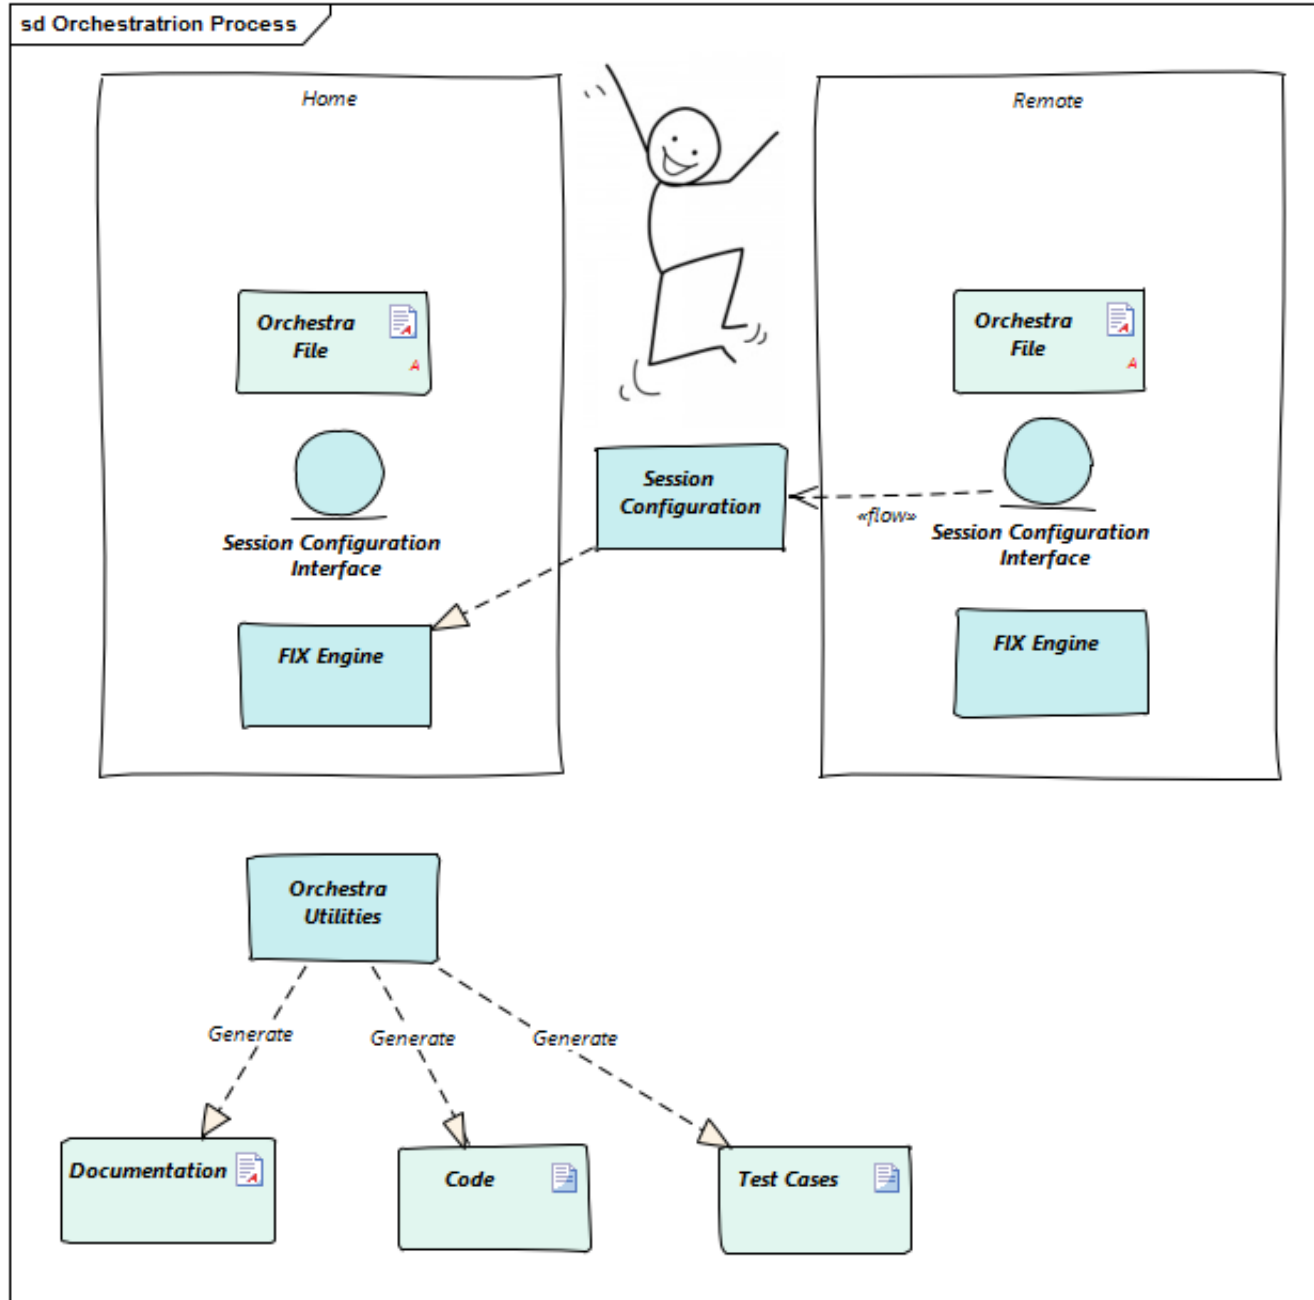 sd Orchestratrion Process
Home
Remote
Orchestra
File
A
Orchestra
File
A
Session
Configuration
«flow»
Session Configuration
Interface
Session Configuration
Interface
FIX Engine
FIX Engine
Orchestra
Utilities
Generate
Generate
Generate
Documentation
Code
Test Cases